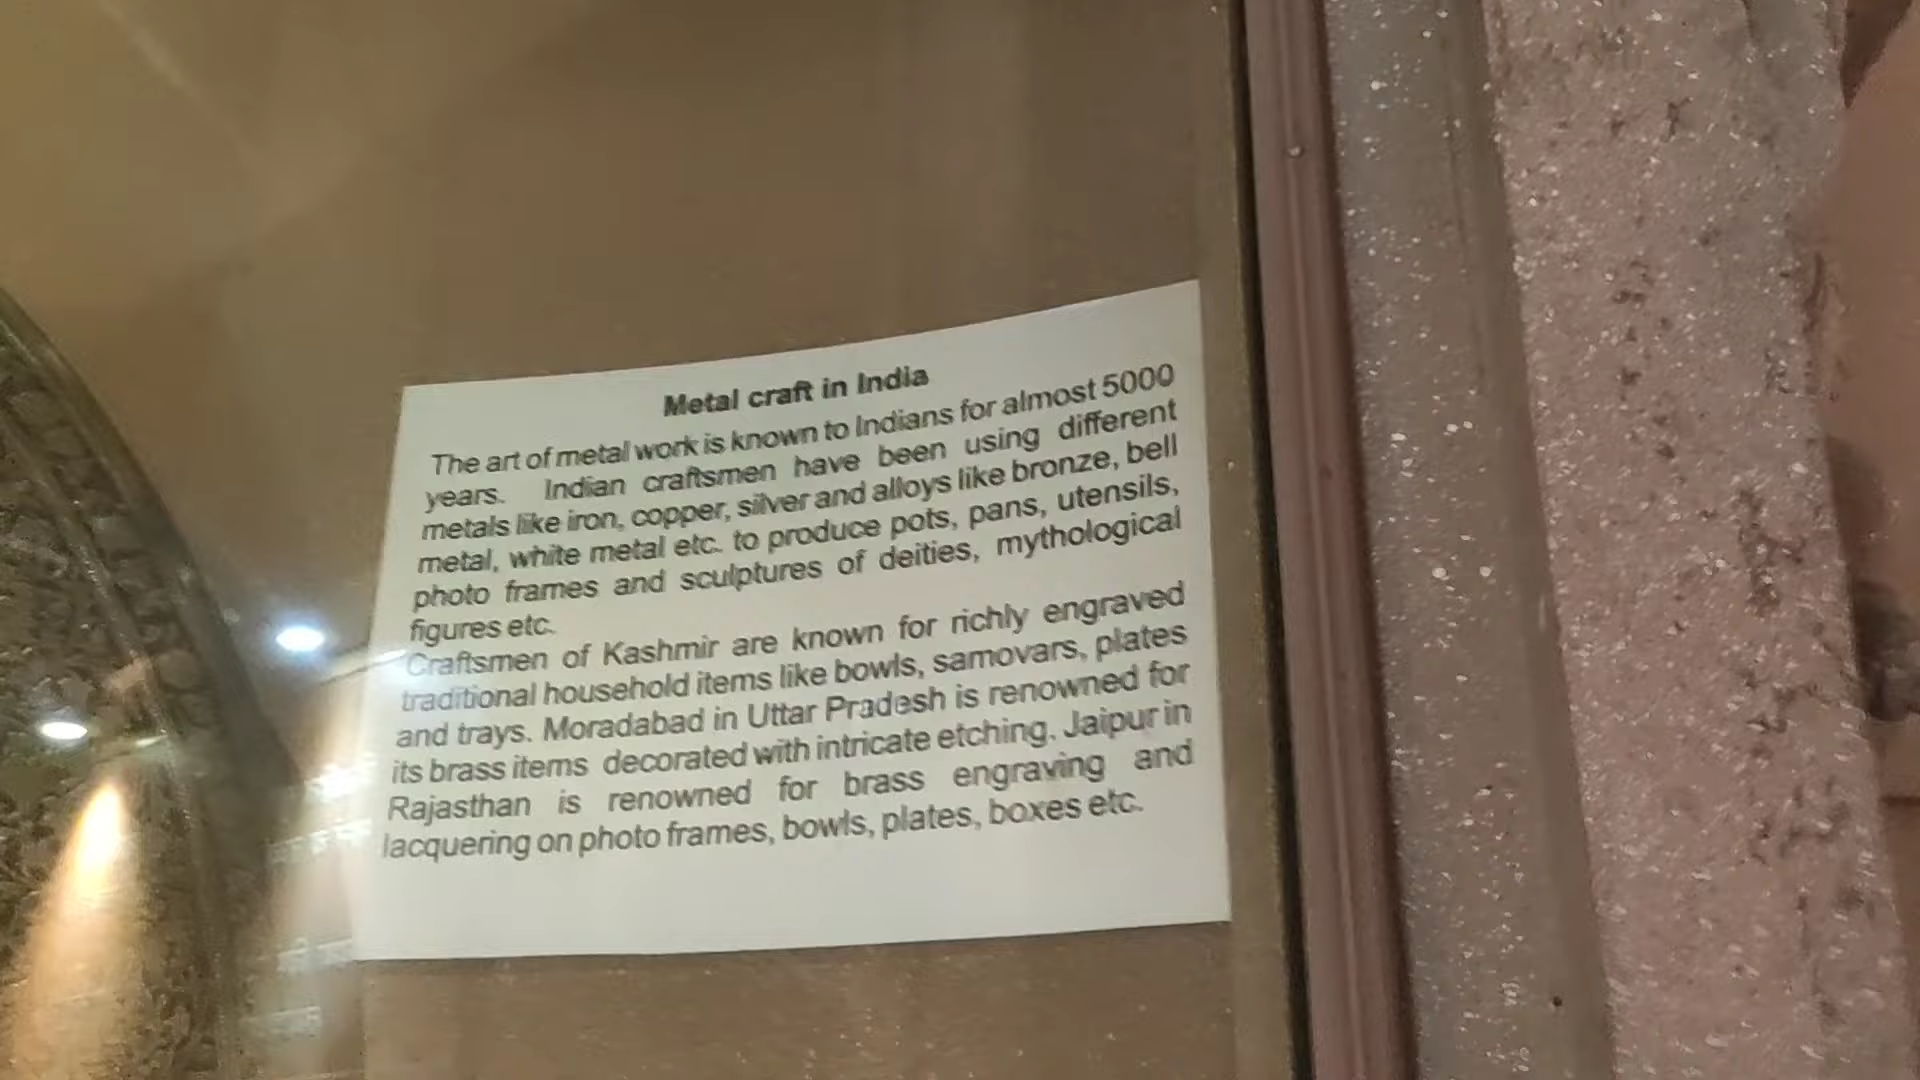 Metal craft in India
The art of metal work is known to Indians for almost 5000
years. Indian craftsmen have been using different
metals like iron, copper, silver and alloys like bronze, bell
metal, white metal etc. to produce pots, pans, utensils,
photo frames and sculptures of deities, mythological
figures etc.
Craftsmen of Kashmir are known for richly engraved
traditional household items like bowls, samovars, plates
and trays. Moradabad in Uttar Pradesh is renowned for
its brass items decorated with intricate etching. Jaipur in
Rajasthan is renowned for brass engraving and
lacquering on photo frames, bowls, plates, boxes etc.